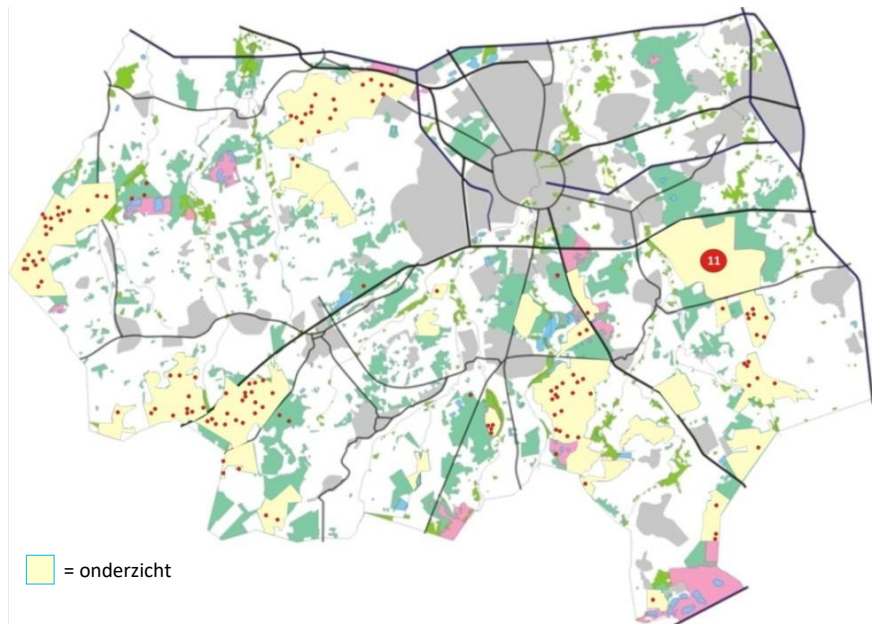 11
= onderzicht